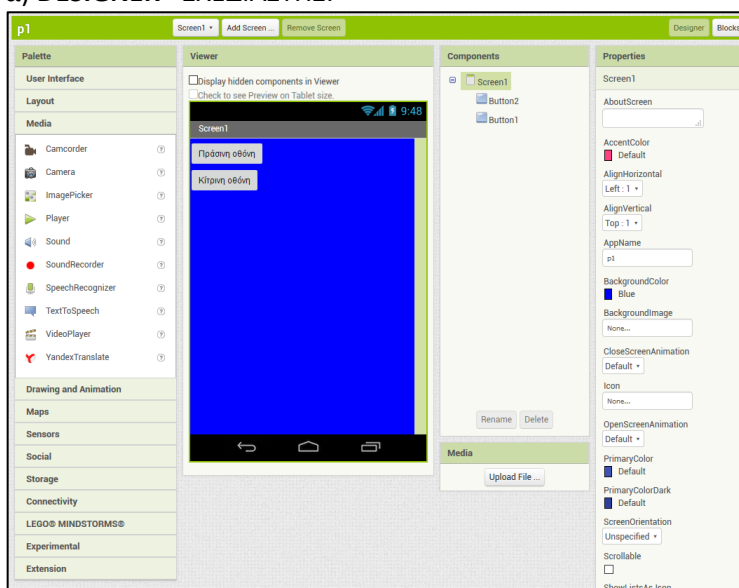 p1
Screen1
Add Screen ...
Remove Screen
Designer
Blocks
Palette
User Interface
Layout
Media
Camcorder
Camera
ImagePicker
Player
Sound
SoundRecorder
SpeechRecognizer
TextToSpeech
VideoPlayer
YandexTranslate
Drawing and Animation
Maps
Sensors
Social
Storage
Connectivity
LEGO® MINDSTORMS®
Experimental
Extension
Viewer
Display hidden components in Viewer
Check to see Preview on Tablet size.
9:48
Screen1
Πράσινη οθόνη
Κίτρινη οθόνη
Components
Screen1
Button2
Button1
Rename
Delete
Media
Upload File ...
Properties
Screen1
AboutScreen
AccentColor
Default
AlignHorizontal
Left : 1
AlignVertical
Top : 1
AppName
p1
BackgroundColor
Blue
BackgroundImage
None...
CloseScreenAnimation
Default
Icon
None...
OpenScreenAnimation
Default
PrimaryColor
Default
PrimaryColorDark
Default
ScreenOrientation
Unspecified
Scrollable
ShowListsAsJson